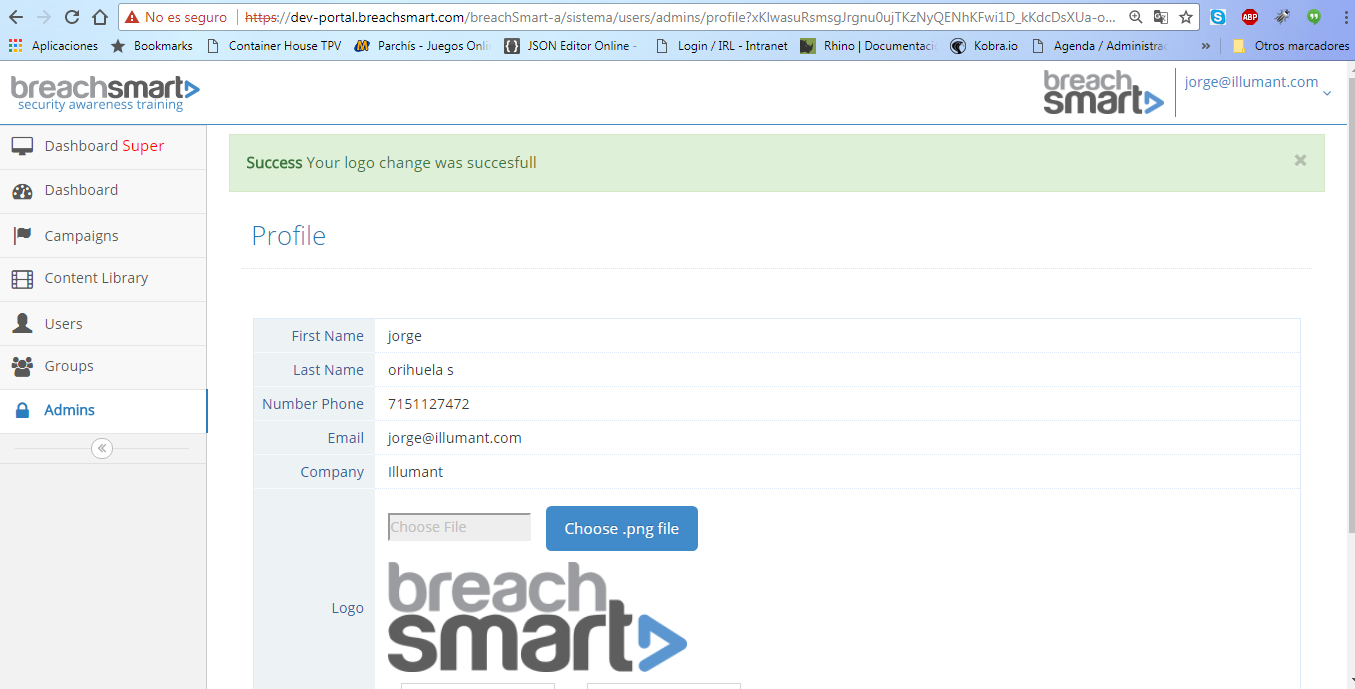 No es seguro | https://dev-portal.breachsmart.com/breachSmart-a/sistema/users/admins/profile?
Aplicaciones Bookmarks Container House TPV Parchís - Juegos Onli JSON Editor Online - Login / IRL - Intranet Rhino | Documentaci Kobra.io Agenda / Administra » Otros marcadores
breachsmart
security awareness training
breach
smart
jorge@illumant.com
Dashboard Super
Dashboard
Campaigns
Content Library
Users
Groups
Admins
Success Your logo change was succesfull
Profile
First Name jorge
Last Name orihuela s
Number Phone 7151127472
Email jorge@illumant.com
Company Illumant
Choose File Choose .png file
Logo
breach
smart